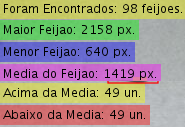 Foram Encontrados: 98 feijoes.
Maior Feijao: 2158 px.
Menor Feijao: 640 px.
Media do Feijao: 1419 px.
Acima da Media: 49 un.
Abaixo da Media: 49 un.